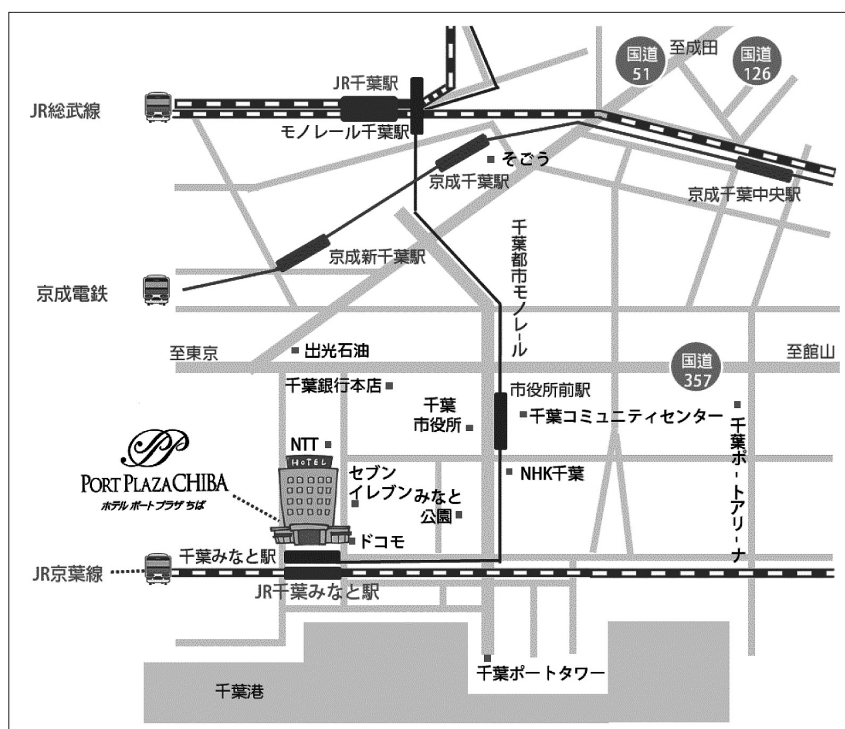 国道
51
至成田
国道
126
JR千葉駅
JR総武線
モノレール千葉駅
そごう
京成千葉駅
京成千葉中央駅
京成新千葉駅
千葉都市モノレール
京成電鉄
至東京
出光石油
国道
357
至館山
千葉銀行本店
市役所前駅
千葉
市役所
千葉コミュニティセンター
千葉ポートアリーナ
NTT
HOTEL
PORT PLAZA CHIBA
ホテル ポートプラザ ちば
セブン
イレブン
みなと
公園
NHK千葉
ドコモ
千葉みなと駅
JR京葉線
JR千葉みなと駅
千葉ポートタワー
千葉港